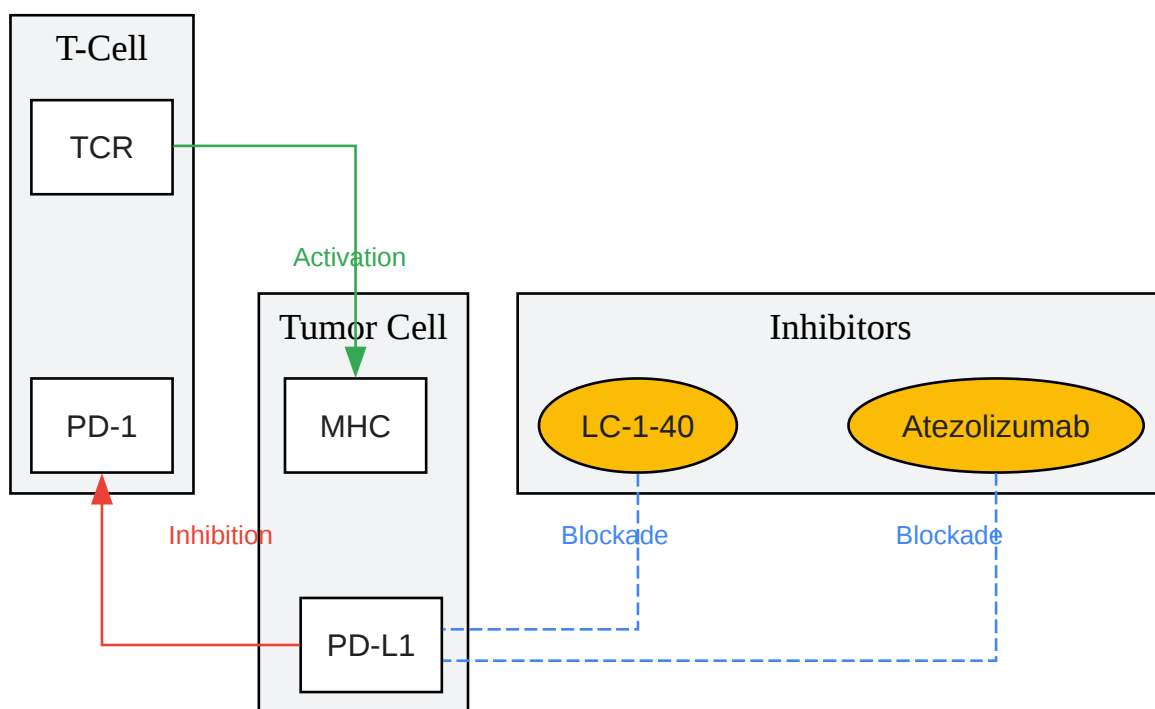 T-Cell
TCR
Activation
Tumor Cell
Inhibitors
PD-1
MHC
LC-1-40
Atezolizumab
Inhibition
Blockade
Blockade
PD-L1